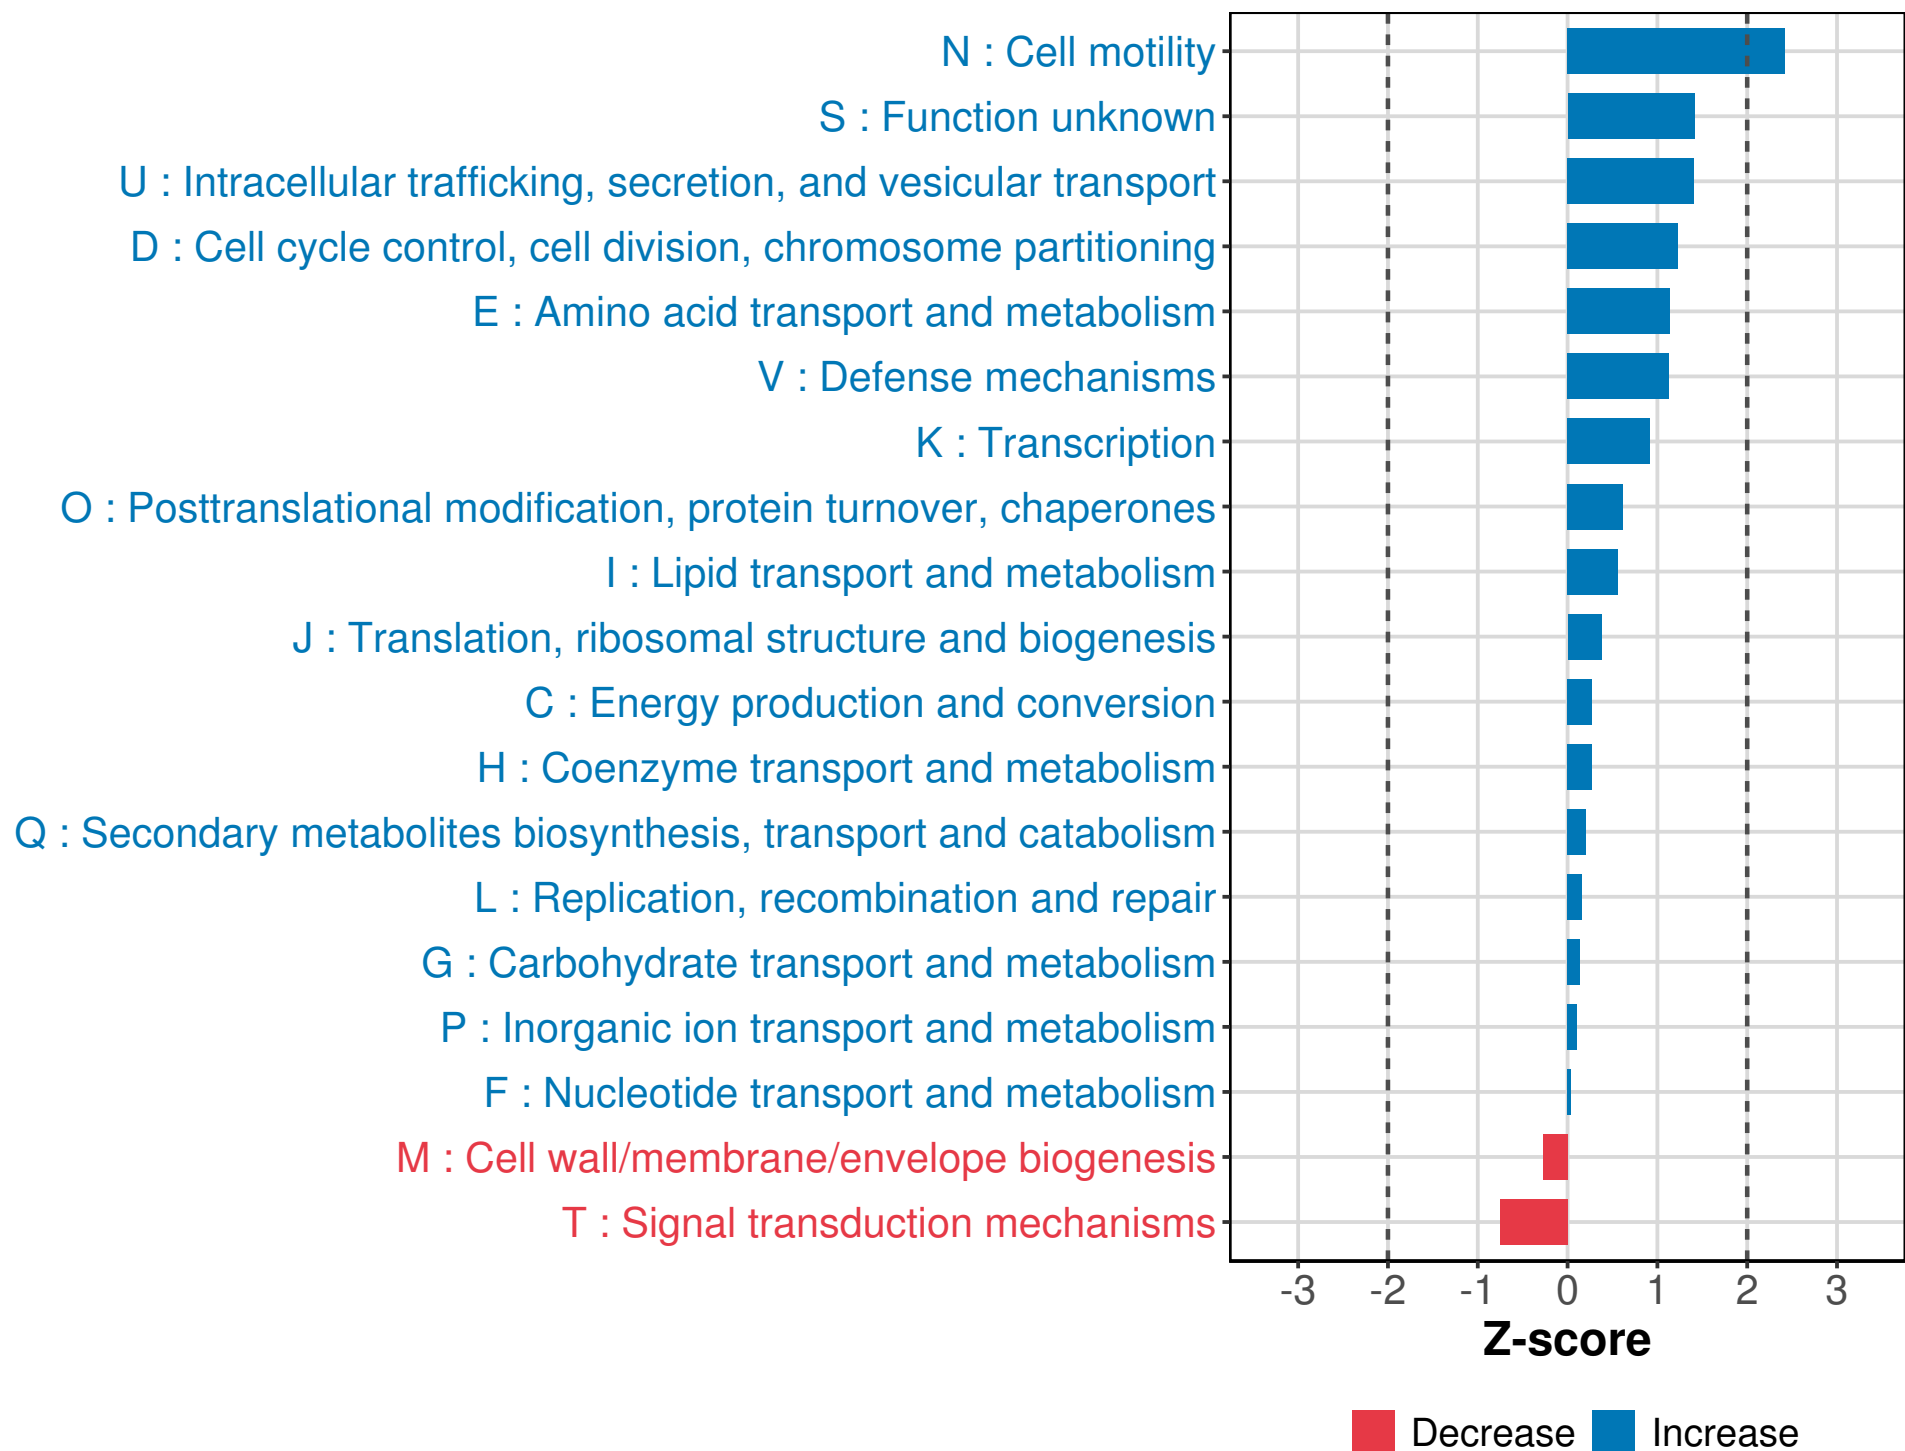 N : Cell motility
S : Function unknown
U : Intracellular trafficking, secretion, and vesicular transport
D : Cell cycle control, cell division, chromosome partitioning
E : Amino acid transport and metabolism
V : Defense mechanisms
K : Transcription
O : Posttranslational modification, protein turnover, chaperones
I : Lipid transport and metabolism
J : Translation, ribosomal structure and biogenesis
C : Energy production and conversion
H : Coenzyme transport and metabolism
Q : Secondary metabolites biosynthesis, transport and catabolism
L : Replication, recombination and repair
G : Carbohydrate transport and metabolism
P : Inorganic ion transport and metabolism
F : Nucleotide transport and metabolism
M : Cell wall/membrane/envelope biogenesis
T : Signal transduction mechanisms
-3 -2 -1 0 1 2 3
Z-score
Decrease Increase